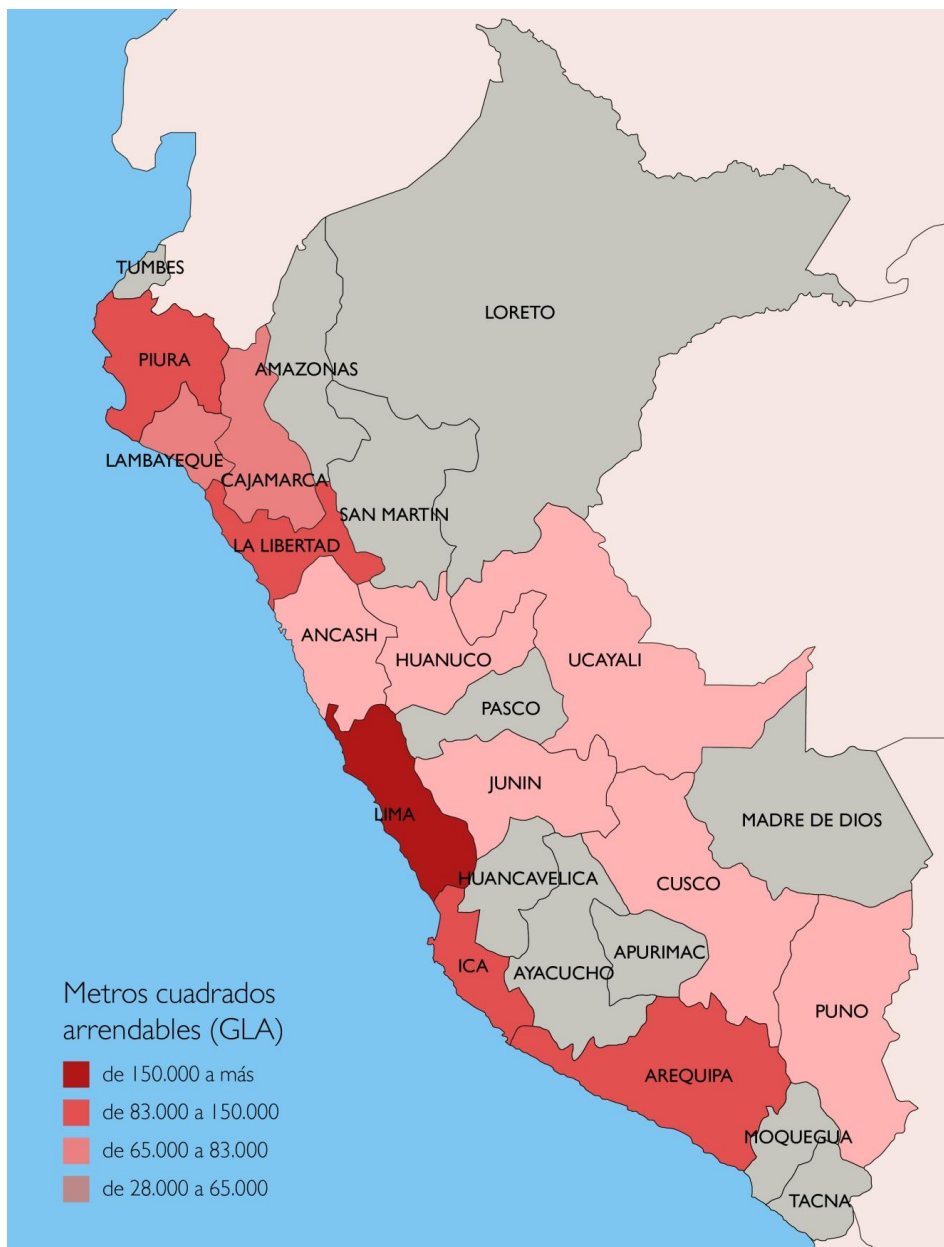 TUMBES
LORETO
PIURA
AMAZONAS
LAMBAYEQUE
CAJAMARCA
SAN MARTIN
LA LIBERTAD
ANCASH
HUANUCO
UCAYALI
PASCO
JUNIN
LIMA
MADRE DE DIOS
HUANCAVELICA
CUSCO
ICA
AYACUCHO
APURIMAC
PUNO
AREQUIPA
MOQUEGUA
TACNA
Metros cuadrados
arrendables (GLA)
de 150.000 a más
de 83.000 a 150.000
de 65.000 a 83.000
de 28.000 a 65.000